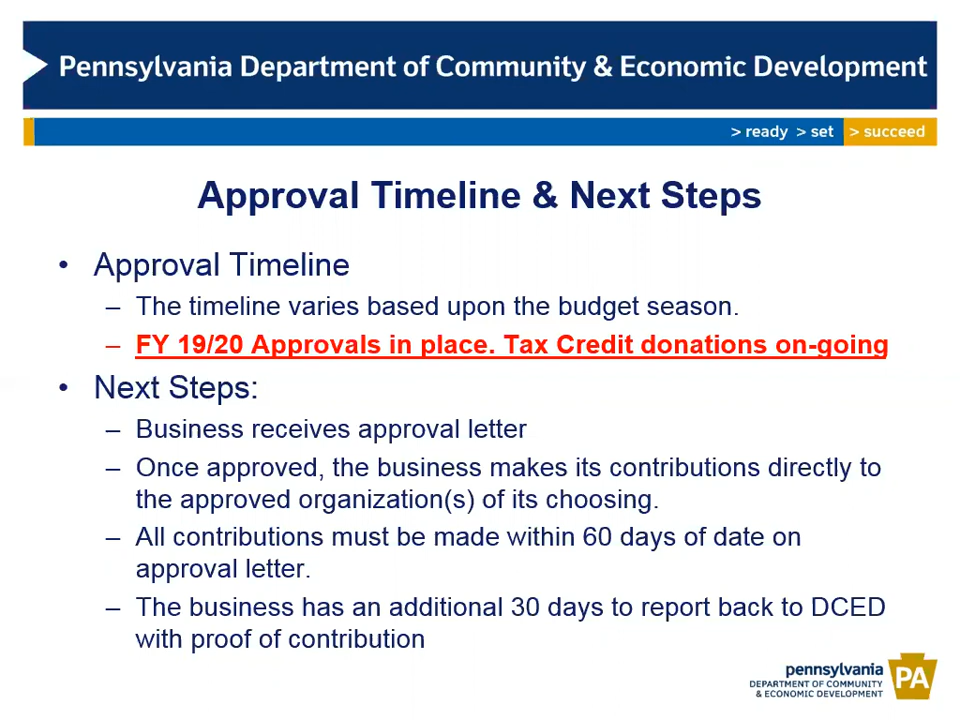 Pennsylvania Department of Community & Economic Development
> ready > set > succeed
Approval Timeline & Next Steps
• Approval Timeline
– The timeline varies based upon the budget season.
– FY 19/20 Approvals in place. Tax Credit donations on-going
• Next Steps:
– Business receives approval letter
– Once approved, the business makes its contributions directly to
the approved organization(s) of its choosing.
– All contributions must be made within 60 days of date on
approval letter.
– The business has an additional 30 days to report back to DCED
with proof of contribution
pennsylvania
DEPARTMENT OF COMMUNITY
& ECONOMIC DEVELOPMENT
PA